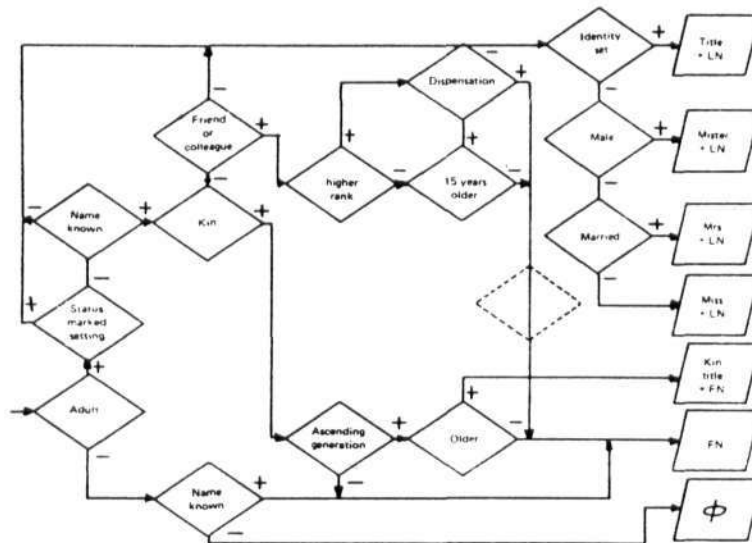 Identity
set
+
Title
+ LN
−
Dispensation
−
+
Friend
or
colleague
−
+
Male
+
Mister
+ LN
−
higher
rank
+
−
15 years
older
+
−
Name
known
−
+
−
Kin
−
+
Married
+
Mrs
+ LN
−
Miss
+ LN
Status
marked
setting
+
−
Kin
title
+ FN
Adult
+
−
Ascending
generation
+
−
Older
+
−
FN
Name
known
+
−
ϕ